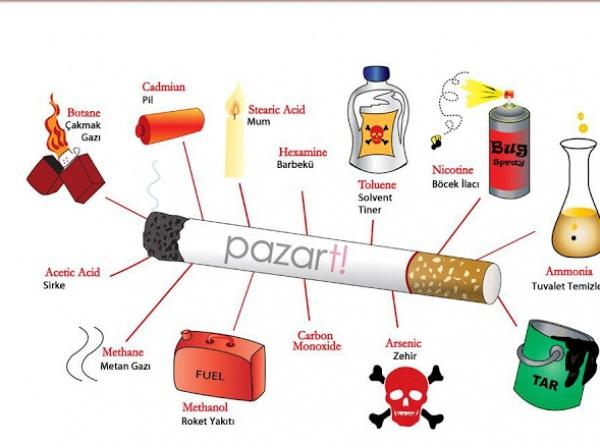 Butane
Çakmak
Gazı
Cadmiun
Pil
Stearic Acid
Mum
Hexamine
Barbekü
Toluene
Solvent
Tiner
Nicotine
Böcek İlacı
Bug
Spray
Ammonia
Tuvalet Temizle
pazart!
Acetic Acid
Sirke
Methane
Metan Gazı
FUEL
Methanol
Roket Yakıtı
Carbon
Monoxide
Arsenic
Zehir
TAR